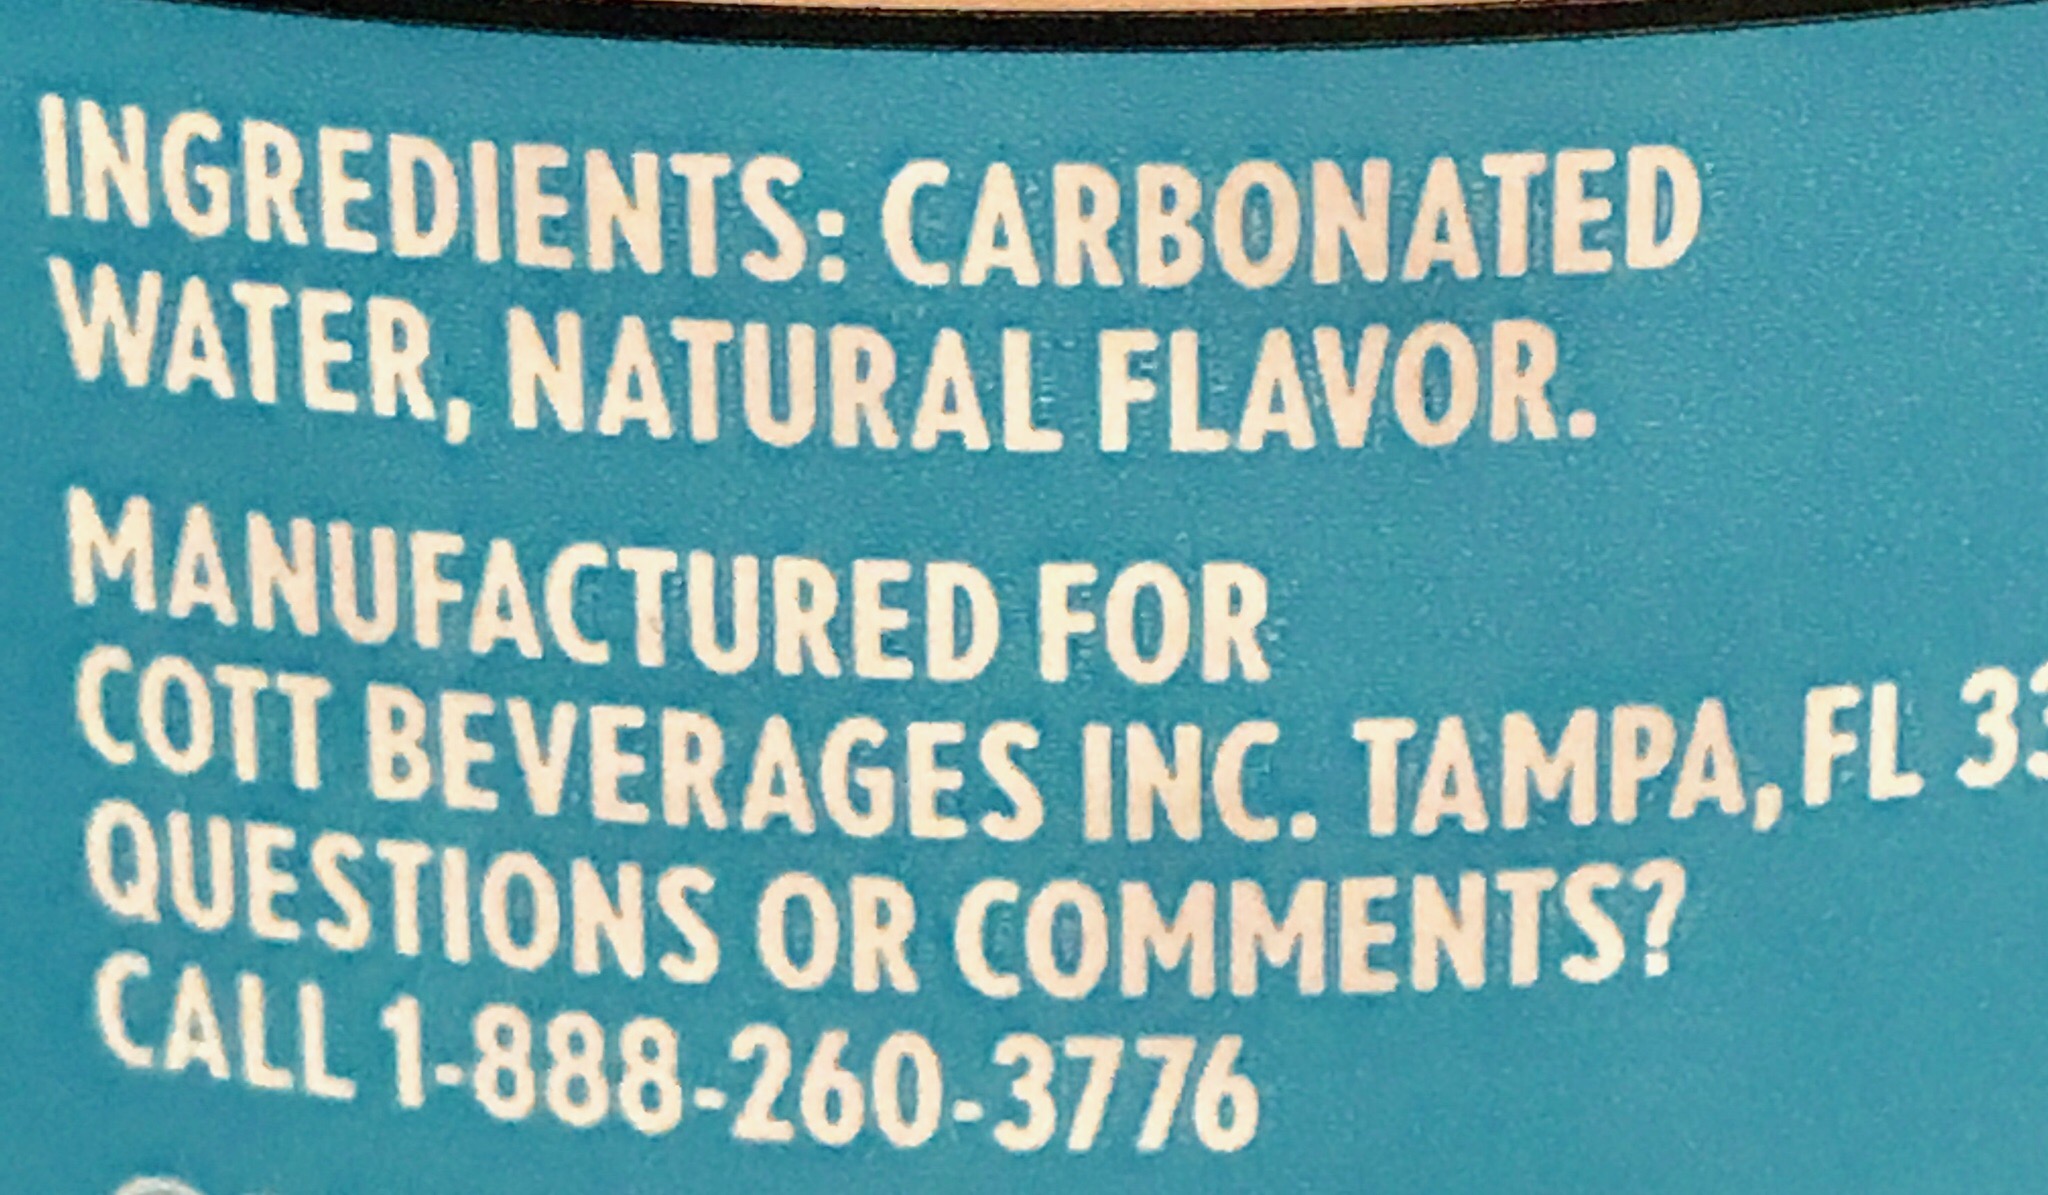 INGREDIENTS: CARBONATED
WATER, NATURAL FLAVOR.
MANUFACTURED FOR
COTT BEVERAGES INC. TAMPA, FL
QUESTIONS OR COMMENTS?
CALL 1-888-260-3776